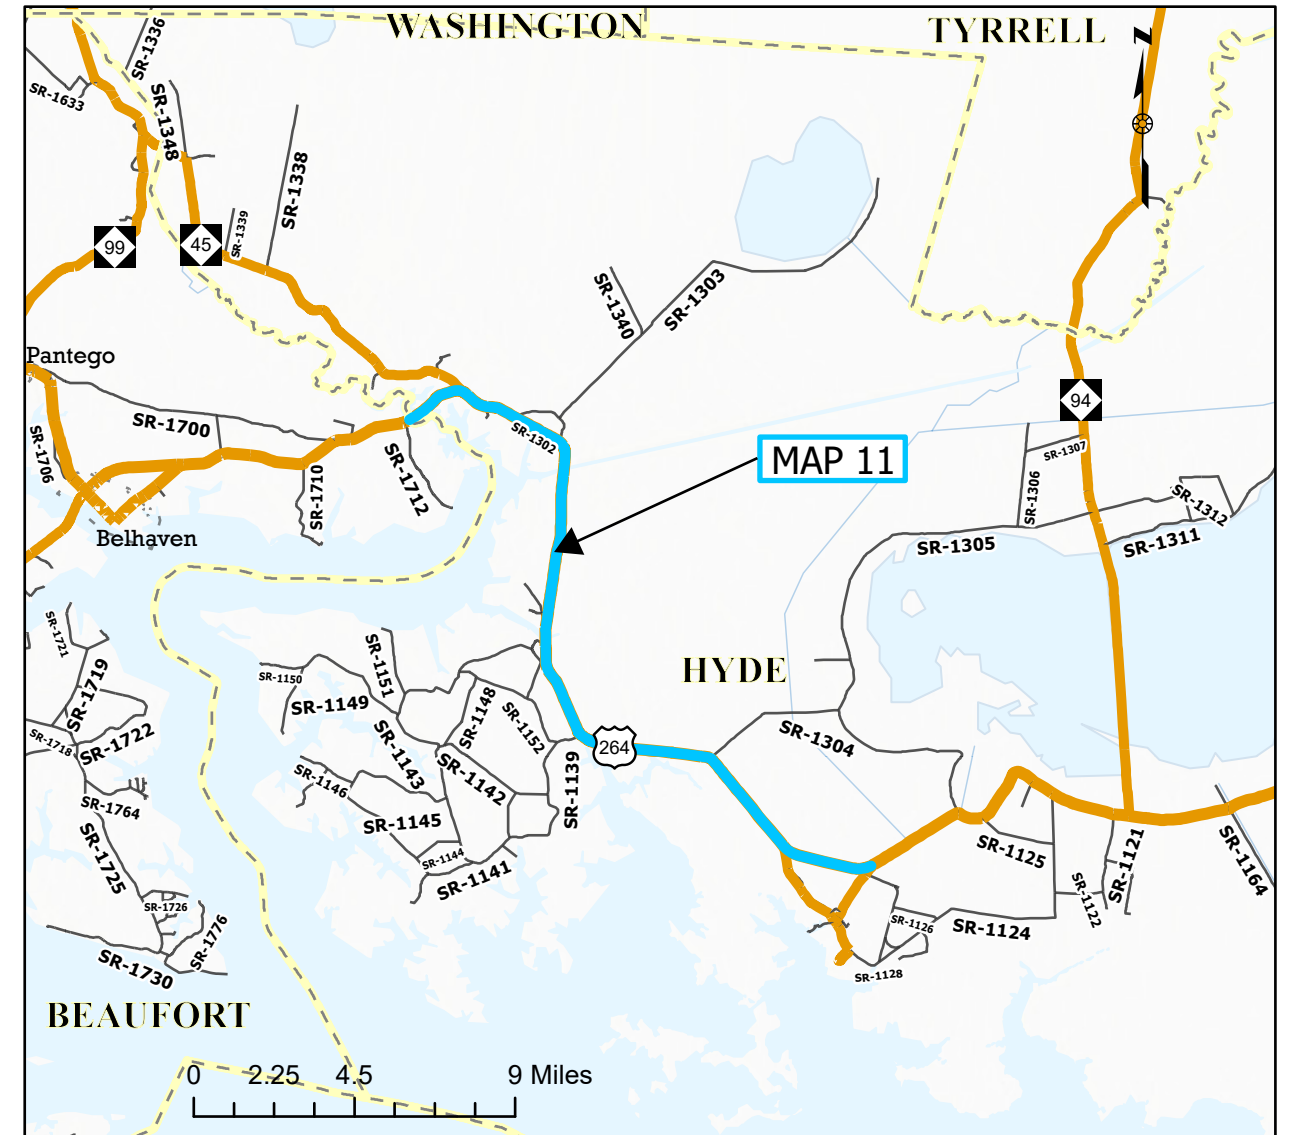 WASHINGTON
TYRRELL
N
SR-1336
SR-1633
SR-1348
SR-1338
SR-1339
99
45
SR-1303
SR-1340
Pantego
94
SR-1700
SR-1302
SR-1706
SR-1712
SR-1710
MAP 11
SR-1307
SR-1306
SR-1312
SR-1311
SR-1305
Belhaven
SR-1721
SR-1719
SR-1150
SR-1151
SR-1149
SR-1148
SR-1152
HYDE
SR-1718
SR-1722
SR-1143
SR-1142
SR-1139
264
SR-1304
SR-1146
SR-1764
SR-1145
SR-1725
SR-1144
SR-1141
SR-1125
SR-1121
SR-1164
SR-1122
SR-1726
SR-1776
SR-1126
SR-1124
SR-1730
SR-1128
BEAUFORT
0 2.25 4.5 9 Miles